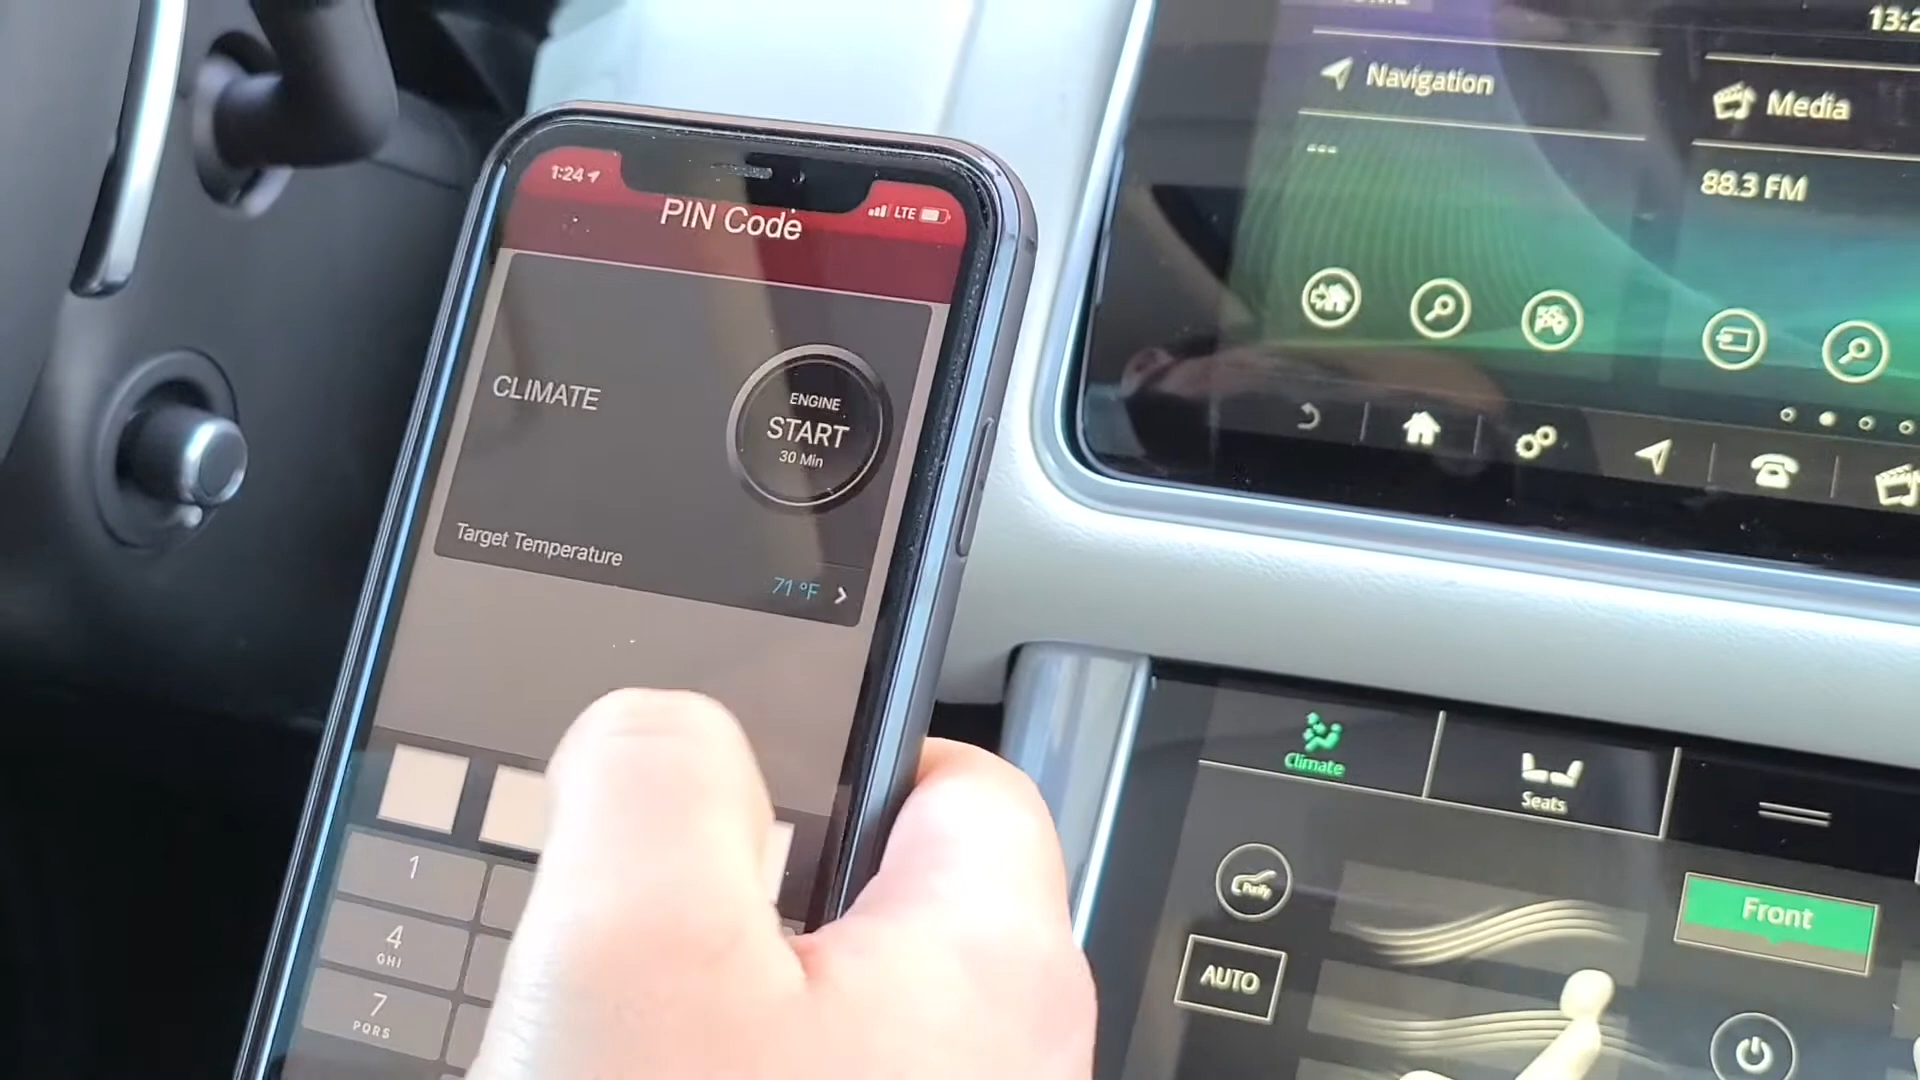 1:24
LTE
PIN Code
CLIMATE
ENGINE
START
30 Min
Target Temperature
71 °F
1
4
GHI
7
PQRS
Navigation
---
Media
88.3 FM
Climate
Seats
Purify
AUTO
Front